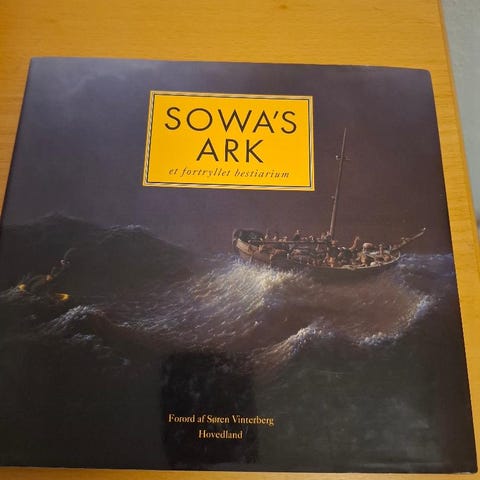 SOWA'S
ARK
et fortryllet bestiarium
Forord af Søren Vinterberg
Hovedland